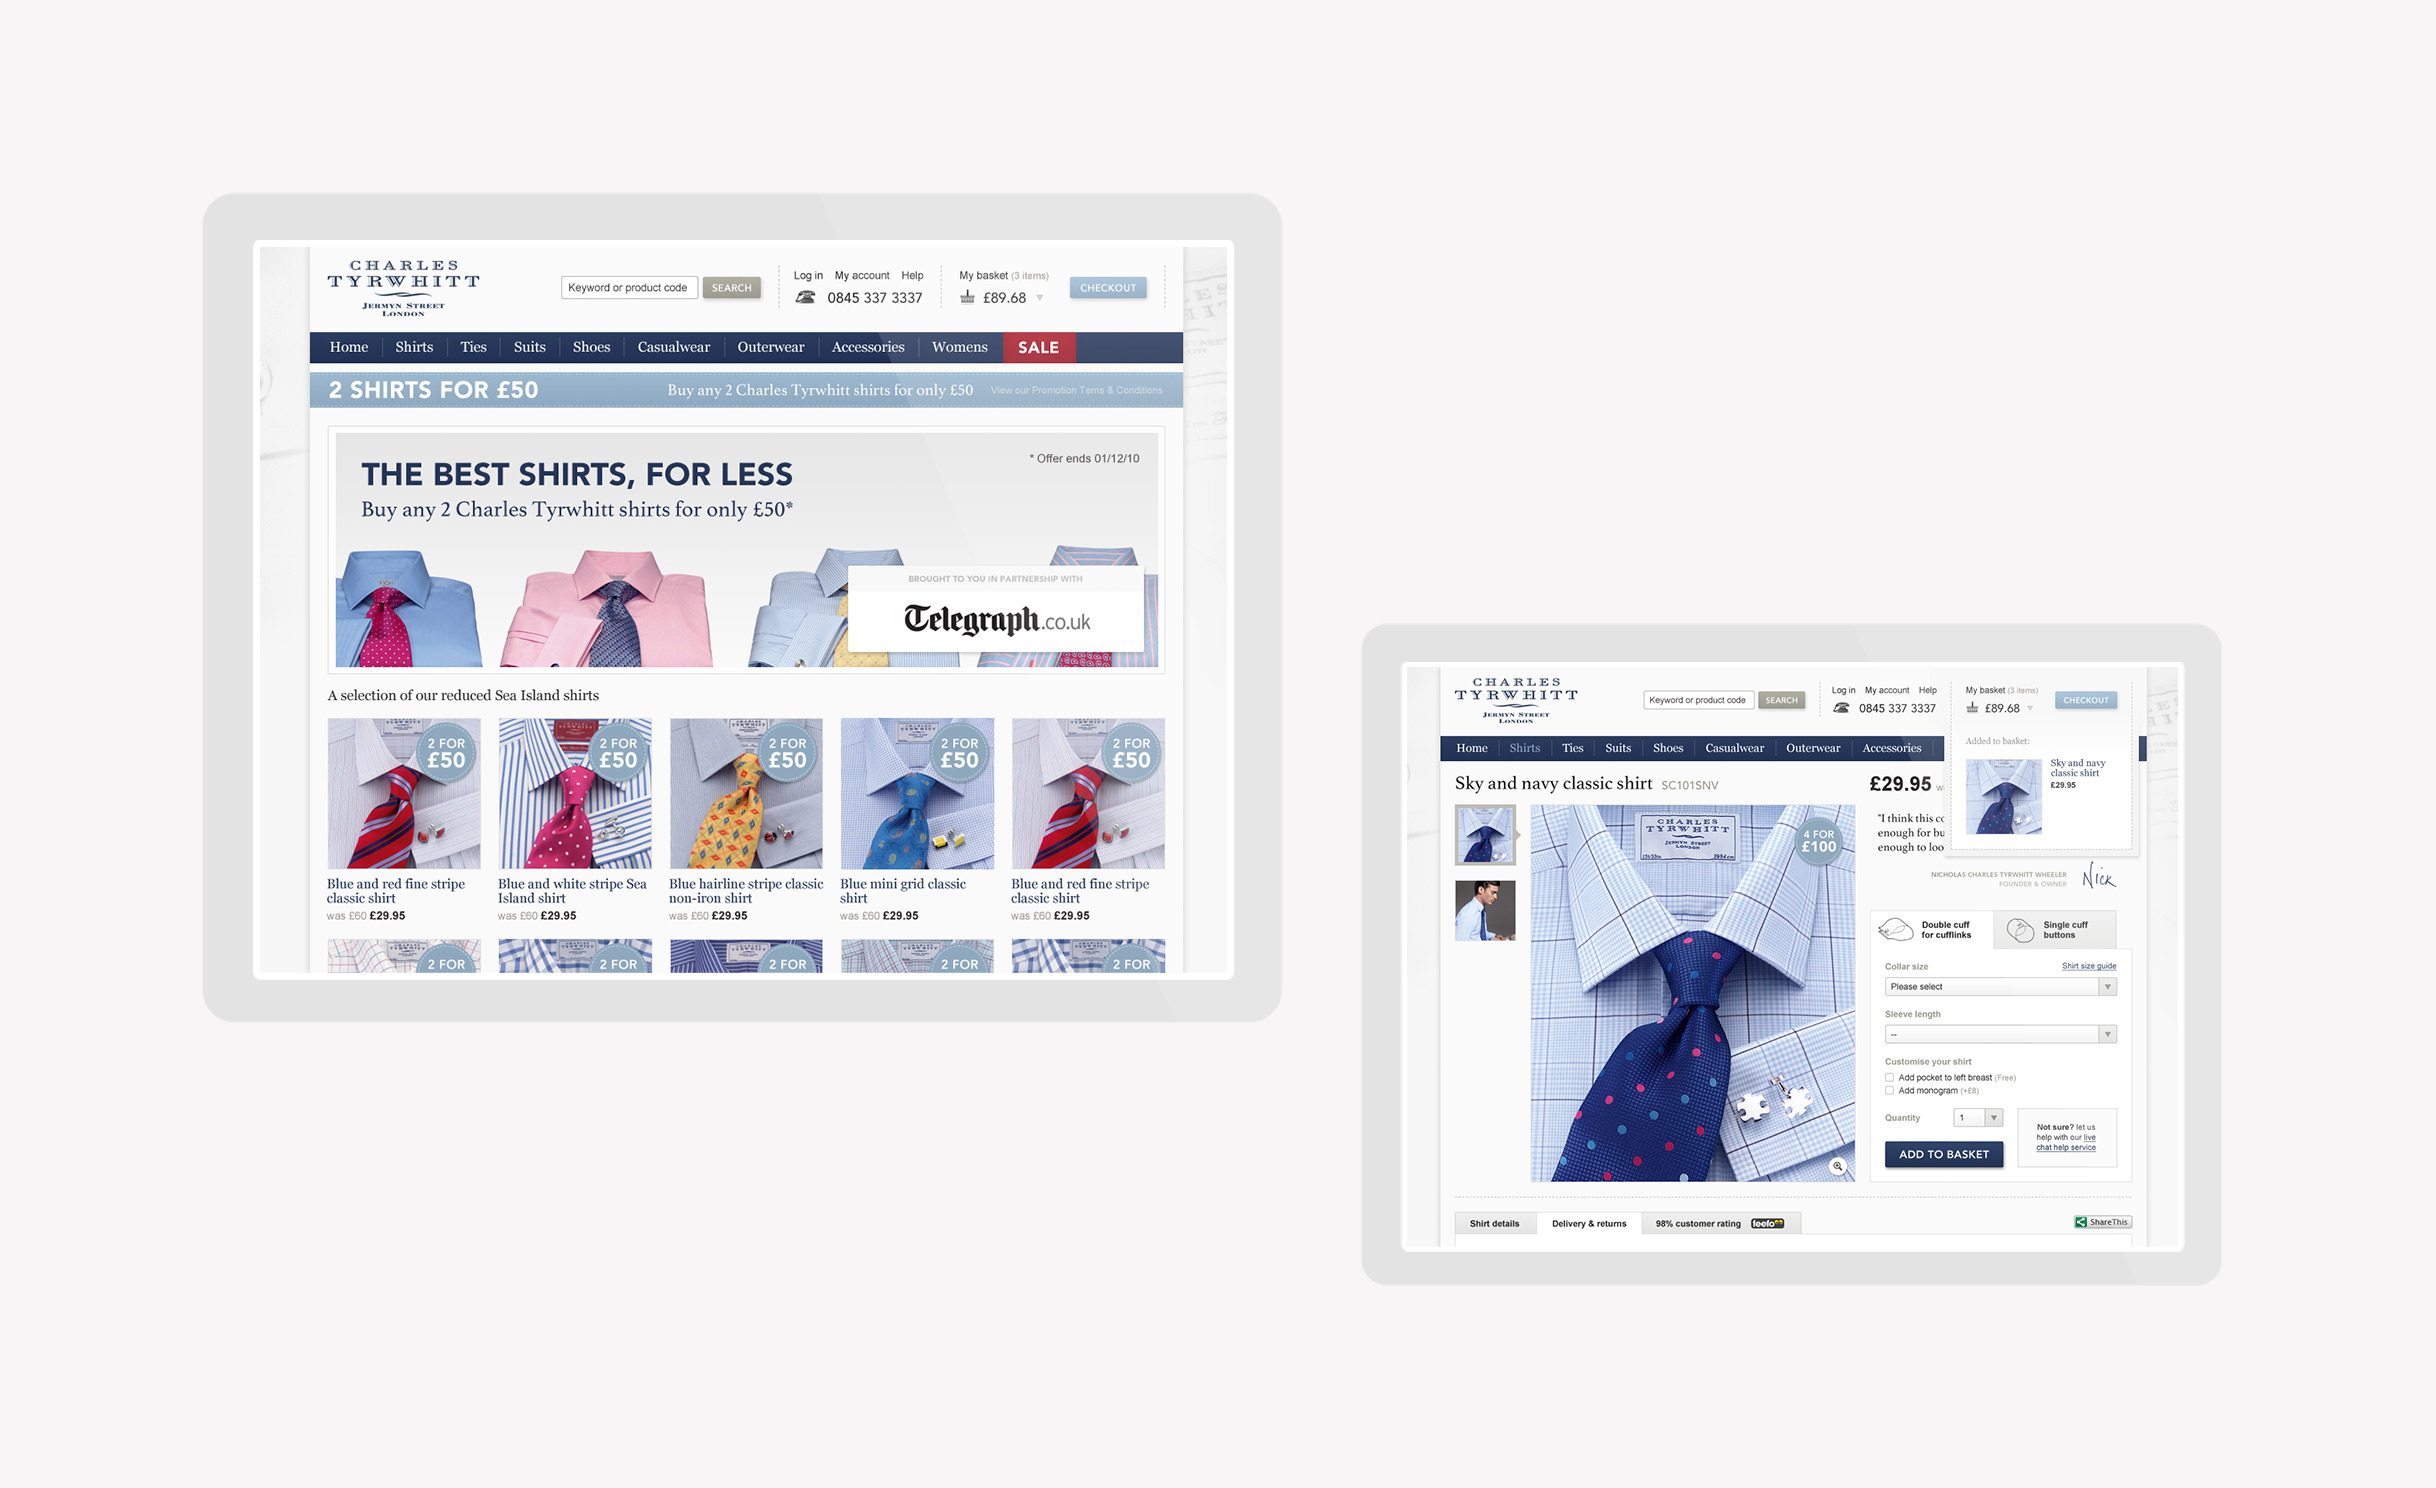 CHARLES
TYRWHITT
JERMYN STREET
LONDON
Keyword or product code
SEARCH
Log in My account Help
0845 337 3337
My basket (3 items)
£89.68
CHECKOUT
Home Shirts Ties Suits Shoes Casualwear Outerwear Accessories Womens SALE
2 SHIRTS FOR £50
Buy any 2 Charles Tyrwhitt shirts for only £50
View our Promotion Terns & Conditions
THE BEST SHIRTS, FOR LESS
Buy any 2 Charles Tyrwhitt shirts for only £50*
* Offer ends 01/12/10
BROUGHT TO YOU IN PARTNERSHIP WITH
Telegraph.co.uk
A selection of our reduced Sea Island shirts
2 FOR
£50
2 FOR
£50
2 FOR
£50
2 FOR
£50
2 FOR
£50
Blue and red fine stripe
classic shirt
was £60 £29.95
Blue and white stripe Sea
Island shirt
was £60 £29.95
Blue hairline stripe classic
non-iron shirt
was £60 £29.95
Blue mini grid classic
shirt
was £60 £29.95
Blue and red fine stripe
classic shirt
was £60 £29.95
2 FOR
2 FOR
2 FOR
2 FOR
2 FOR
CHARLES
TYRWHITT
JERMYN STREET
LONDON
Keyword or product code
SEARCH
Log in My account Help
0845 337 3337
My basket (3 items)
£89.68
CHECKOUT
Home Shirts Ties Suits Shoes Casualwear Outerwear Accessories
Added to basket:
Sky and navy
classic shirt
£29.95
Sky and navy classic shirt SC101SNV
£29.95
"I think this
enough for
enough to
NICHOLAS CHARLES TYRWHITT WHEELER
FOUNDER & OWNER
Nick
CHARLES
TYRWHITT
JERMYN STREET
LONDON
4 FOR
£100
Double cuff
for cufflinks
Single cuff
buttons
Collar size
Shirt size guide
Please select
Sleeve length
--
Customise your shirt
Add pocket to left breast (Free)
Add monogram (+£8)
Quantity
1
Not sure? let us
help with our live
chat help service
ADD TO BASKET
Shirt details
Delivery & returns
98% customer rating feefo
ShareThis